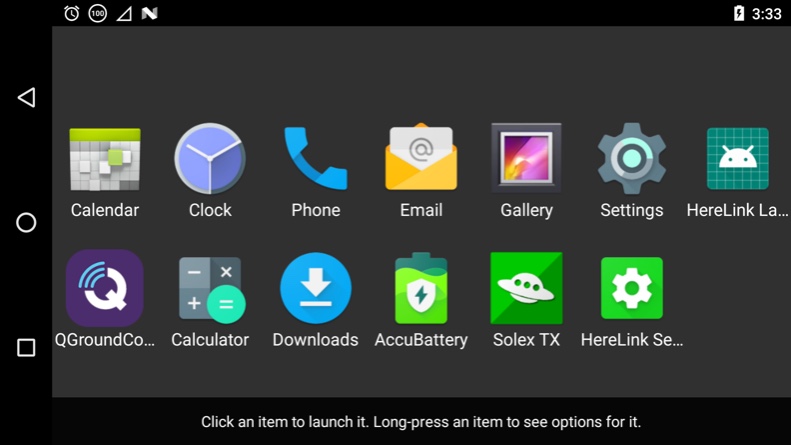 100
3:33
Calendar
Clock
Phone
Email
Gallery
Settings
HereLink La...
QGroundCo...
Calculator
Downloads
AccuBattery
Solex TX
HereLink Se...
Click an item to launch it. Long-press an item to see options for it.